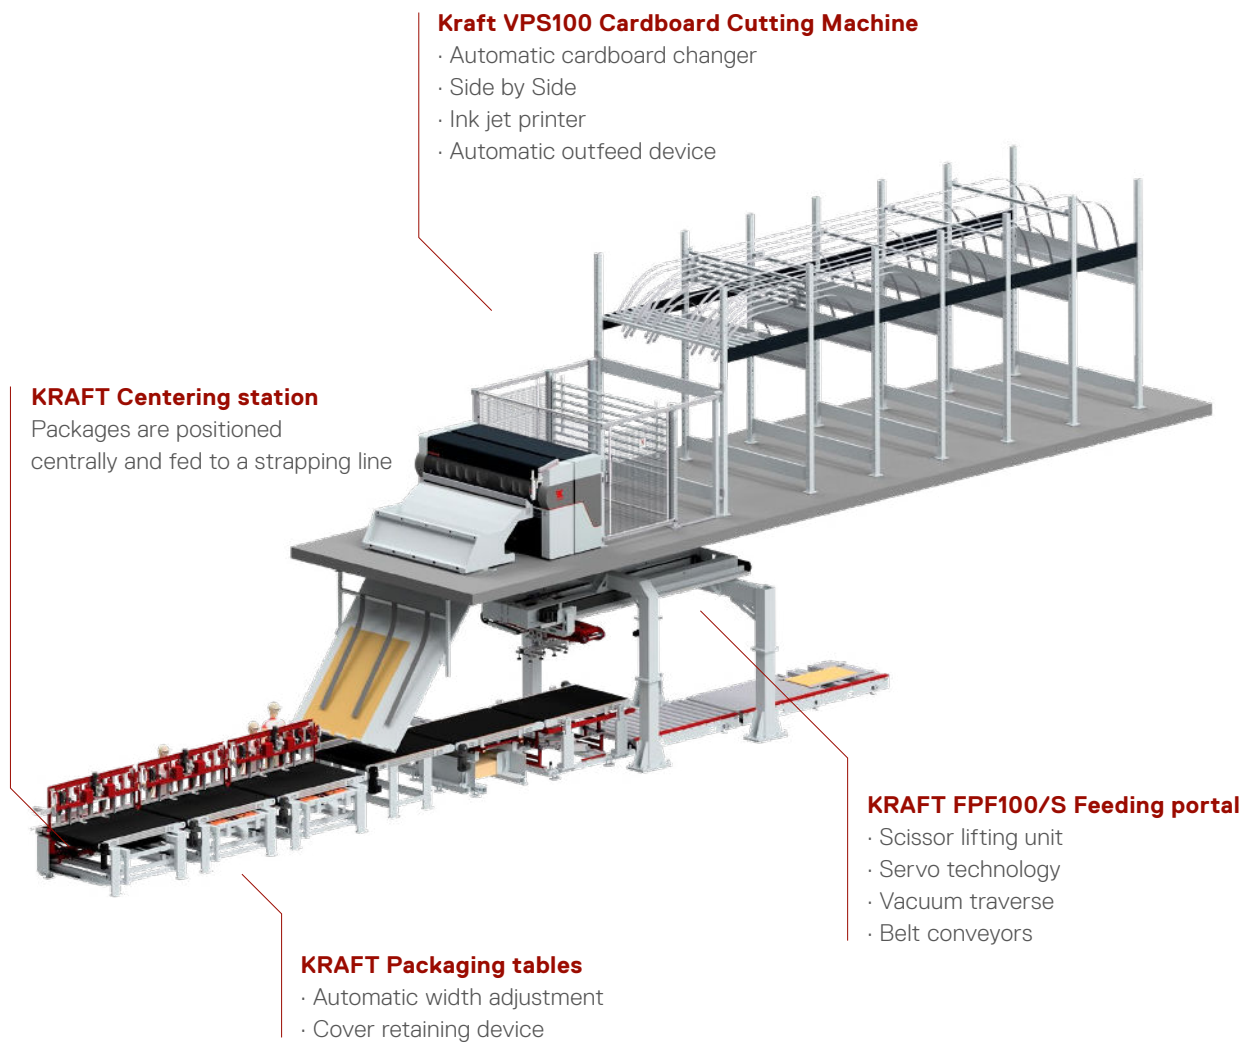 Kraft VPS100 Cardboard Cutting Machine
· Automatic cardboard changer
· Side by Side
· Ink jet printer
· Automatic outfeed device
KRAFT Centering station
Packages are positioned
centrally and fed to a strapping line
KRAFT FPF100/S Feeding portal
· Scissor lifting unit
· Servo technology
· Vacuum traverse
· Belt conveyors
KRAFT Packaging tables
· Automatic width adjustment
· Cover retaining device